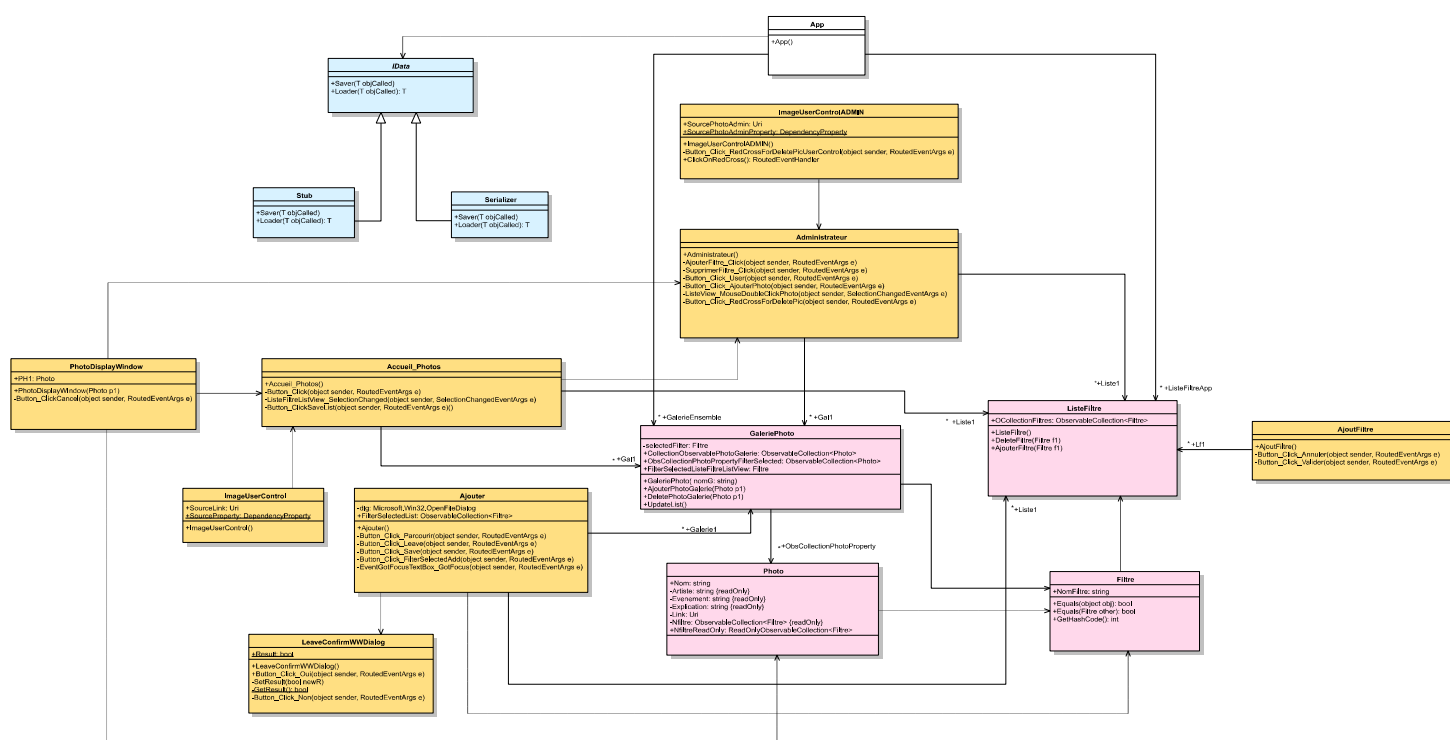 App
+App()
IData
+Saver(T objCalled)
+Loader(T objCalled): T
ImageUserControlADMIN
+SourcePhotoAdmin: Uri
+SourcePhotoAdminProperty: DependencyProperty
+ImageUserControlADMIN()
-Button_Click_RedCrossForDeletePicUserControl(object sender, RoutedEventArgs e)
+ClickOnRedCross(): RoutedEventHandler
Stub
+Saver(T objCalled)
+Loader(T objCalled): T
Serializer
+Saver(T objCalled)
+Loader(T objCalled): T
Administrateur
+Administrateur()
-AjouterFiltre_Click(object sender, RoutedEventArgs e)
-SupprimerFiltre_Click(object sender, RoutedEventArgs e)
-Button_Click_User(object sender, RoutedEventArgs e)
-Button_Click_AjouterPhoto(object sender, RoutedEventArgs e)
-ListeView_MouseDoubleClickPhoto(object sender, SelectionChangedEventArgs e)
-Button_Click_RedCrossForDeletePic(object sender, RoutedEventArgs e)
PhotoDisplayWindow
+PH1: Photo
+PhotoDisplayWindow(Photo p1)
-Button_ClickCancel(object sender, RoutedEventArgs e)
Accueil_Photos
+Accueil_Photos()
-Button_Click(object sender, RoutedEventArgs e)
-ListeFiltreListView_SelectionChanged(object sender, SelectionChangedEventArgs e)
-Button_ClickSaveList(object sender, RoutedEventArgs e)()
*+Liste1
* +ListeFiltreApp
* +GalerieEnsemble
* +Gal1
* +Liste1
ListeFiltre
+OCollectionFiltres: ObservableCollection<Filtre>
+ListeFiltre()
+DeleteFiltre(Filtre f1)
+AjouterFiltre(Filtre f1)
* +Lf1
AjoutFiltre
+AjoutFiltre()
-Button_Click_Annuler(object sender, RoutedEventArgs e)
-Button_Click_Valider(object sender, RoutedEventArgs e)
GaleriePhoto
-selectedFilter: Filtre
+CollectionObservablePhotoGalerie: ObservableCollection<Photo>
+ObsCollectionPhotoPropertyFilterSelected: ObservableCollection<Photo>
+FilterSelectedListeFiltreListView: Filtre
+GaleriePhoto( nomG: string)
+AjouterPhotoGalerie(Photo p1)
+DeletePhotoGalerie(Photo p1)
+UpdateList()
* +Gal1
ImageUserControl
+SourceLink: Uri
+SourceProperty: DependencyProperty
+ImageUserControl()
Ajouter
-dlg: Microsoft,Win32,OpenFileDialog
+FilterSelectedList: ObservableCollection<Filtre>
+Ajouter()
-Button_Click_Parcourir(object sender, RoutedEventArgs e)
-Button_Click_Leave(object sender, RoutedEventArgs e)
-Button_Click_Save(object sender, RoutedEventArgs e)
-Button_Click_FilterSelectedAdd(object sender, RoutedEventArgs e)
-EventGotFocusTextBox_GotFocus(object sender, RoutedEventArgs e)
* +Galerie1
* +Liste1
*+ObsCollectionPhotoProperty
Photo
+Nom: string
-Artiste: string {readOnly}
-Evenement: string {readOnly}
-Explication: string {readOnly}
-Link: Uri
-Nfiltre: ObservableCollection<Filtre> {readOnly}
+NfiltreReadOnly: ReadOnlyObservableCollection<Filtre>
Filtre
+NomFiltre: string
+Equals(object obj): bool
+Equals(Filtre other): bool
+GetHashCode(): int
LeaveConfirmWWDialog
+Result: bool
+LeaveConfirmWWDialog()
+Button_Click_Oui(object sender, RoutedEventArgs e)
-SetResult(bool newR)
-GetResult(): bool
-Button_Click_Non(object sender, RoutedEventArgs e)